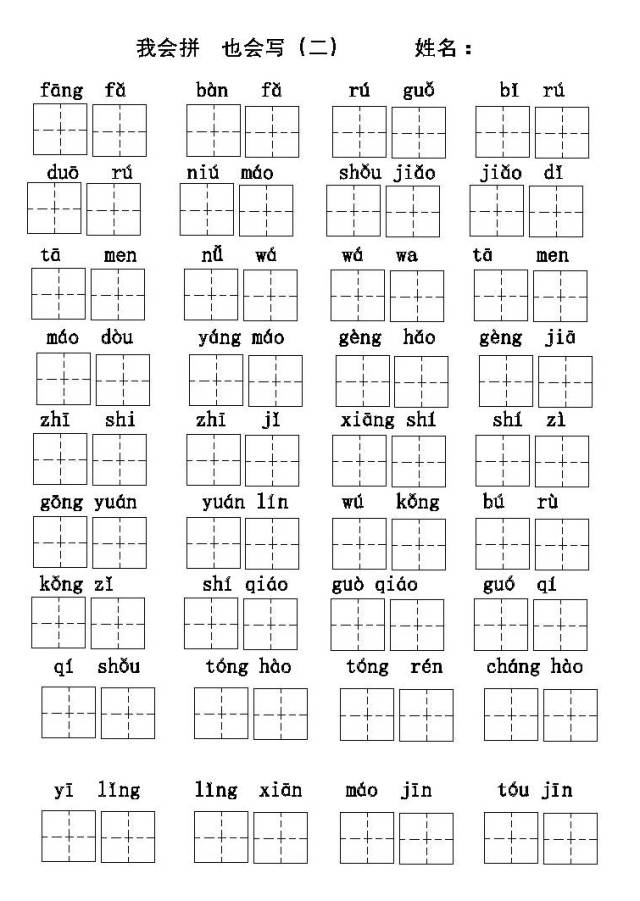 我会拼 也会写（二） 姓名：
fāng fǎ bàn fǎ rú guǒ bǐ rú
duō rú niú máo shǒu jiǎo jiǎo dǐ
tā men nǚ wá wá wa tā men
máo dòu yáng máo gèng hǎo gèng jiā
zhī shi zhī jǐ xiāng shí shí zì
gōng yuán yuán lín wú kǒng bú rù
kǒng zǐ shí qiáo guò qiáo guó qí
qí shǒu tóng hào tóng rén cháng hào
yī lǐng lǐng xiān máo jīn tóu jīn